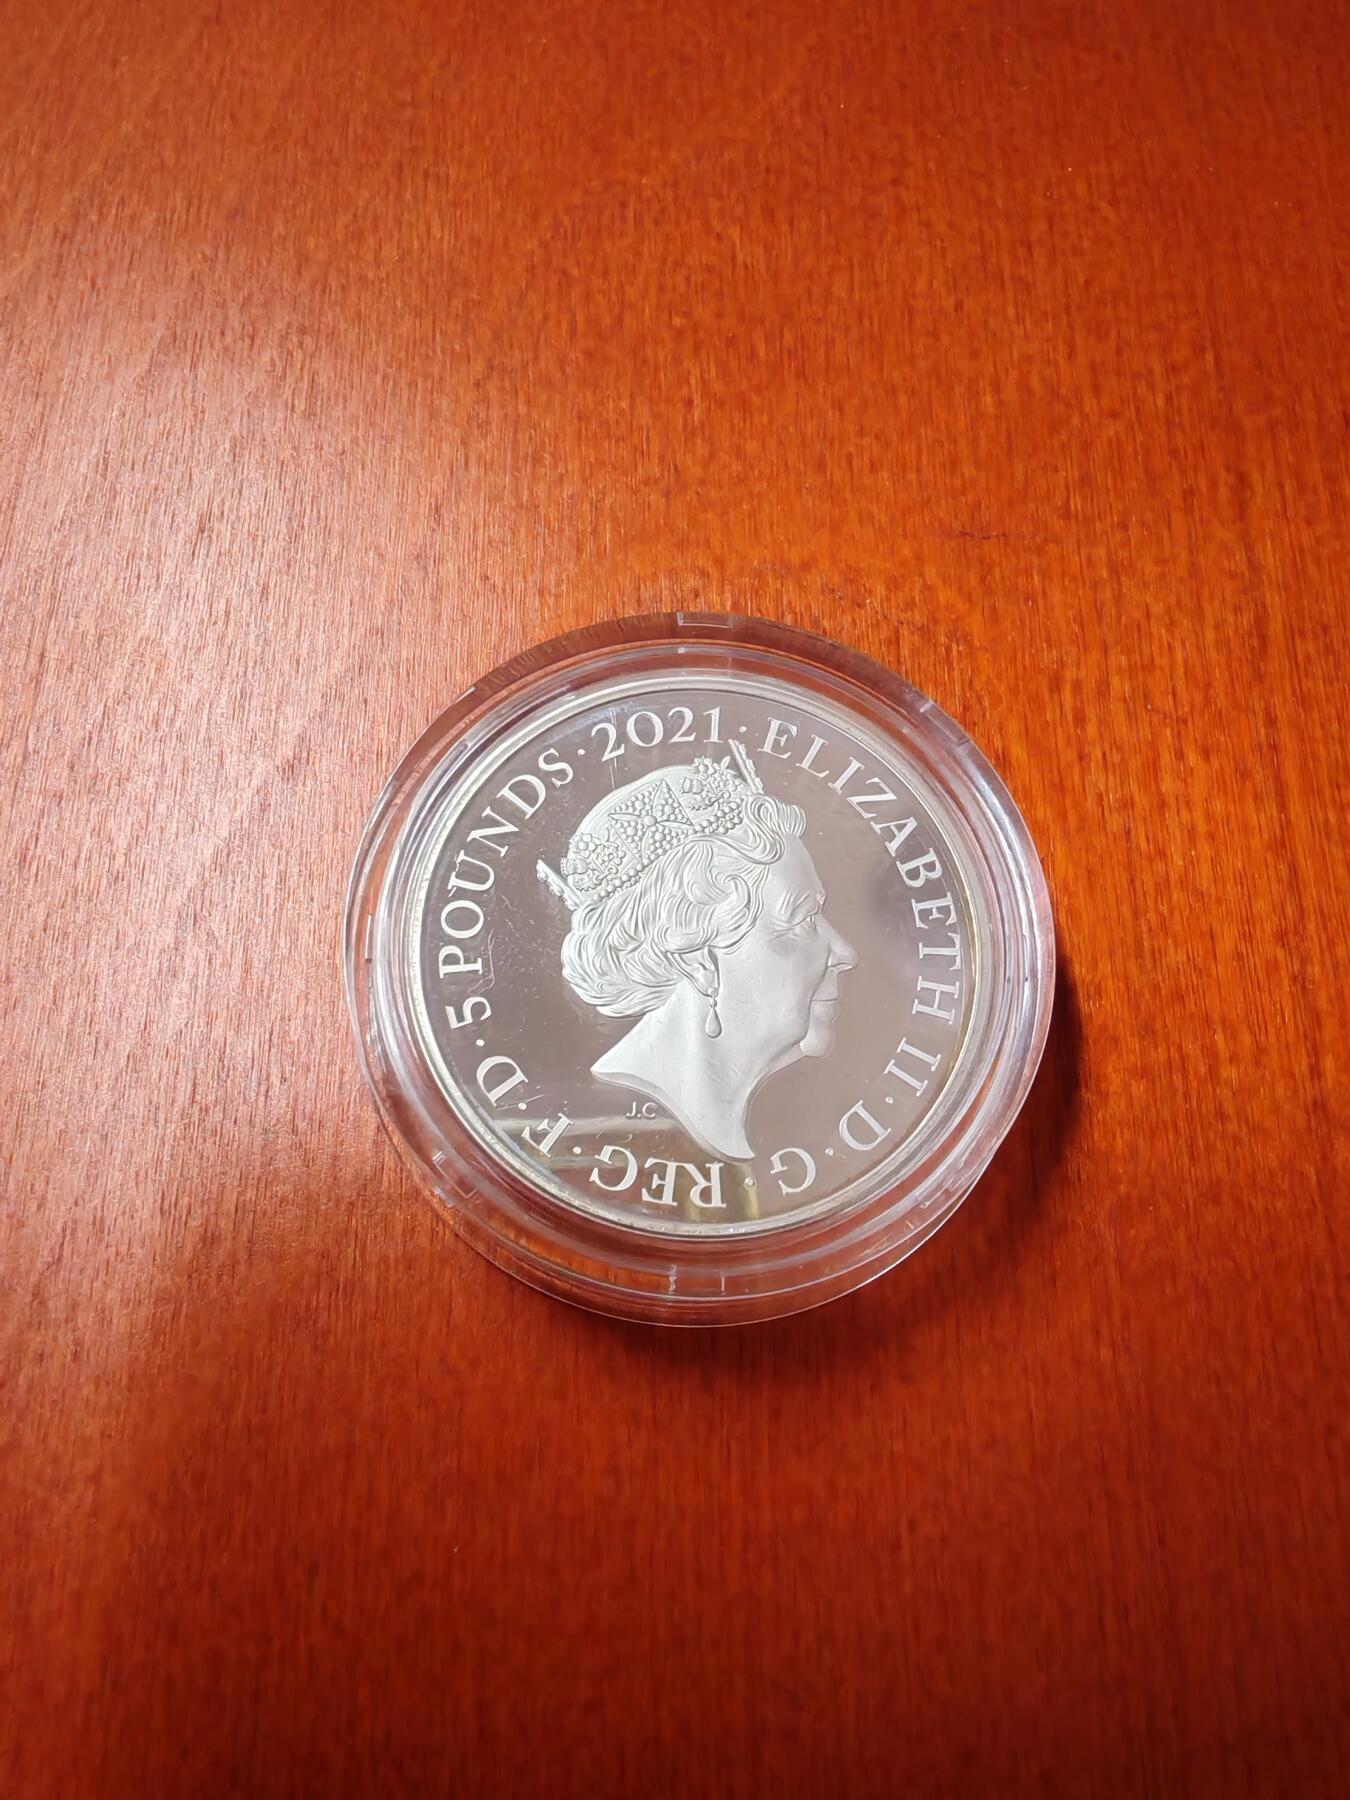 ELIZABETH II · D · G · REG · F · D · 5 POUNDS · 2021 ·
J.C